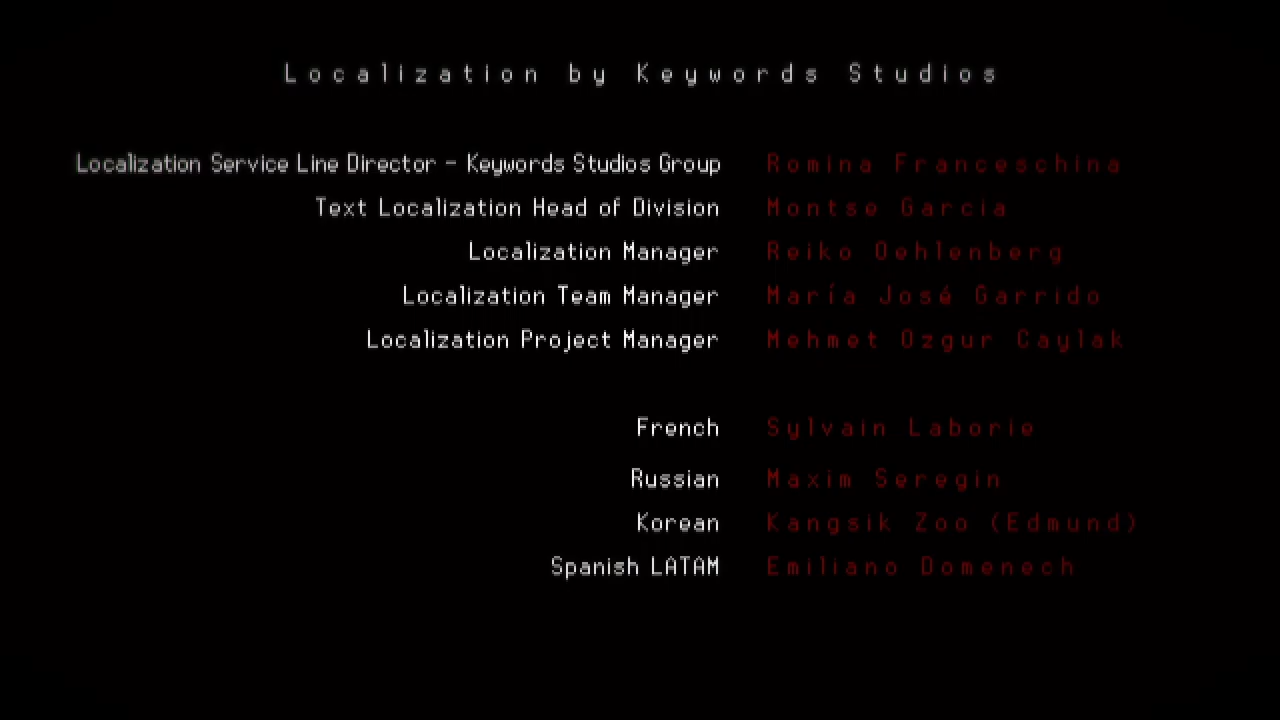 Localization by Keywords Studios
Localization Service Line Director - Keywords Studios Group Romina Franceschina
Text Localization Head of Division Montse Garcia
Localization Manager Reiko Oehlenberg
Localization Team Manager María José Garrido
Localization Project Manager Mehmet Ozgur Caylak
French Sylvain Laborie
Russian Maxim Seregin
Korean Kangsik Zoo (Edmund)
Spanish LATAM Emiliano Domenech